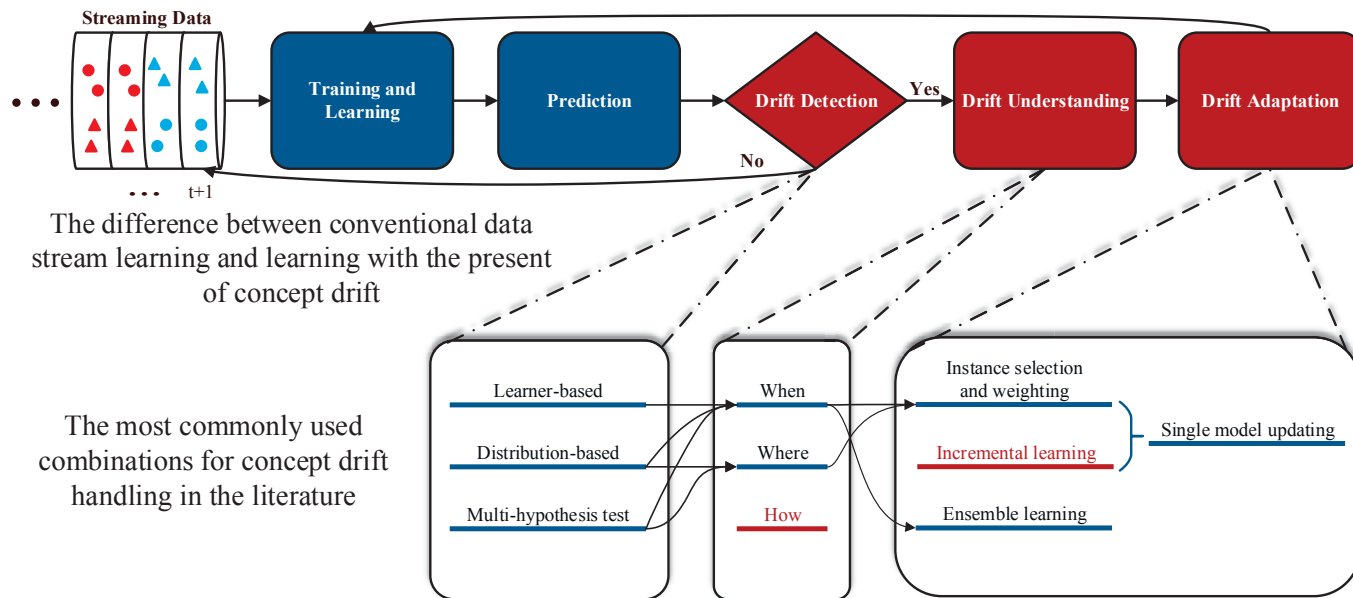 Streaming Data
Training and
Learning
Prediction
Drift Detection
Yes
Drift Understanding
Drift Adaptation
No
t+1
The difference between conventional data
stream learning and learning with the present
of concept drift
The most commonly used
combinations for concept drift
handling in the literature
Learner-based
Distribution-based
Multi-hypothesis test
When
Where
How
Instance selection
and weighting
Incremental learning
Ensemble learning
Single model updating